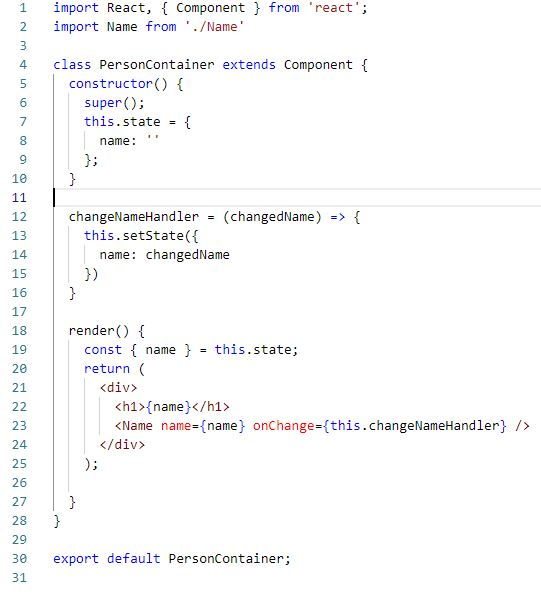 1 import React, { Component } from 'react';
2 import Name from './Name'
3
4 class PersonContainer extends Component {
5   constructor() {
6     super();
7     this.state = {
8       name: ''
9     };
10   }
11
12   changeNameHandler = (changedName) => {
13     this.setState({
14       name: changedName
15     })
16   }
17
18   render() {
19     const { name } = this.state;
20     return (
21       <div>
22         <h1>{name}</h1>
23         <Name name={name} onChange={this.changeNameHandler} />
24       </div>
25     );
26
27   }
28 }
29
30 export default PersonContainer;
31